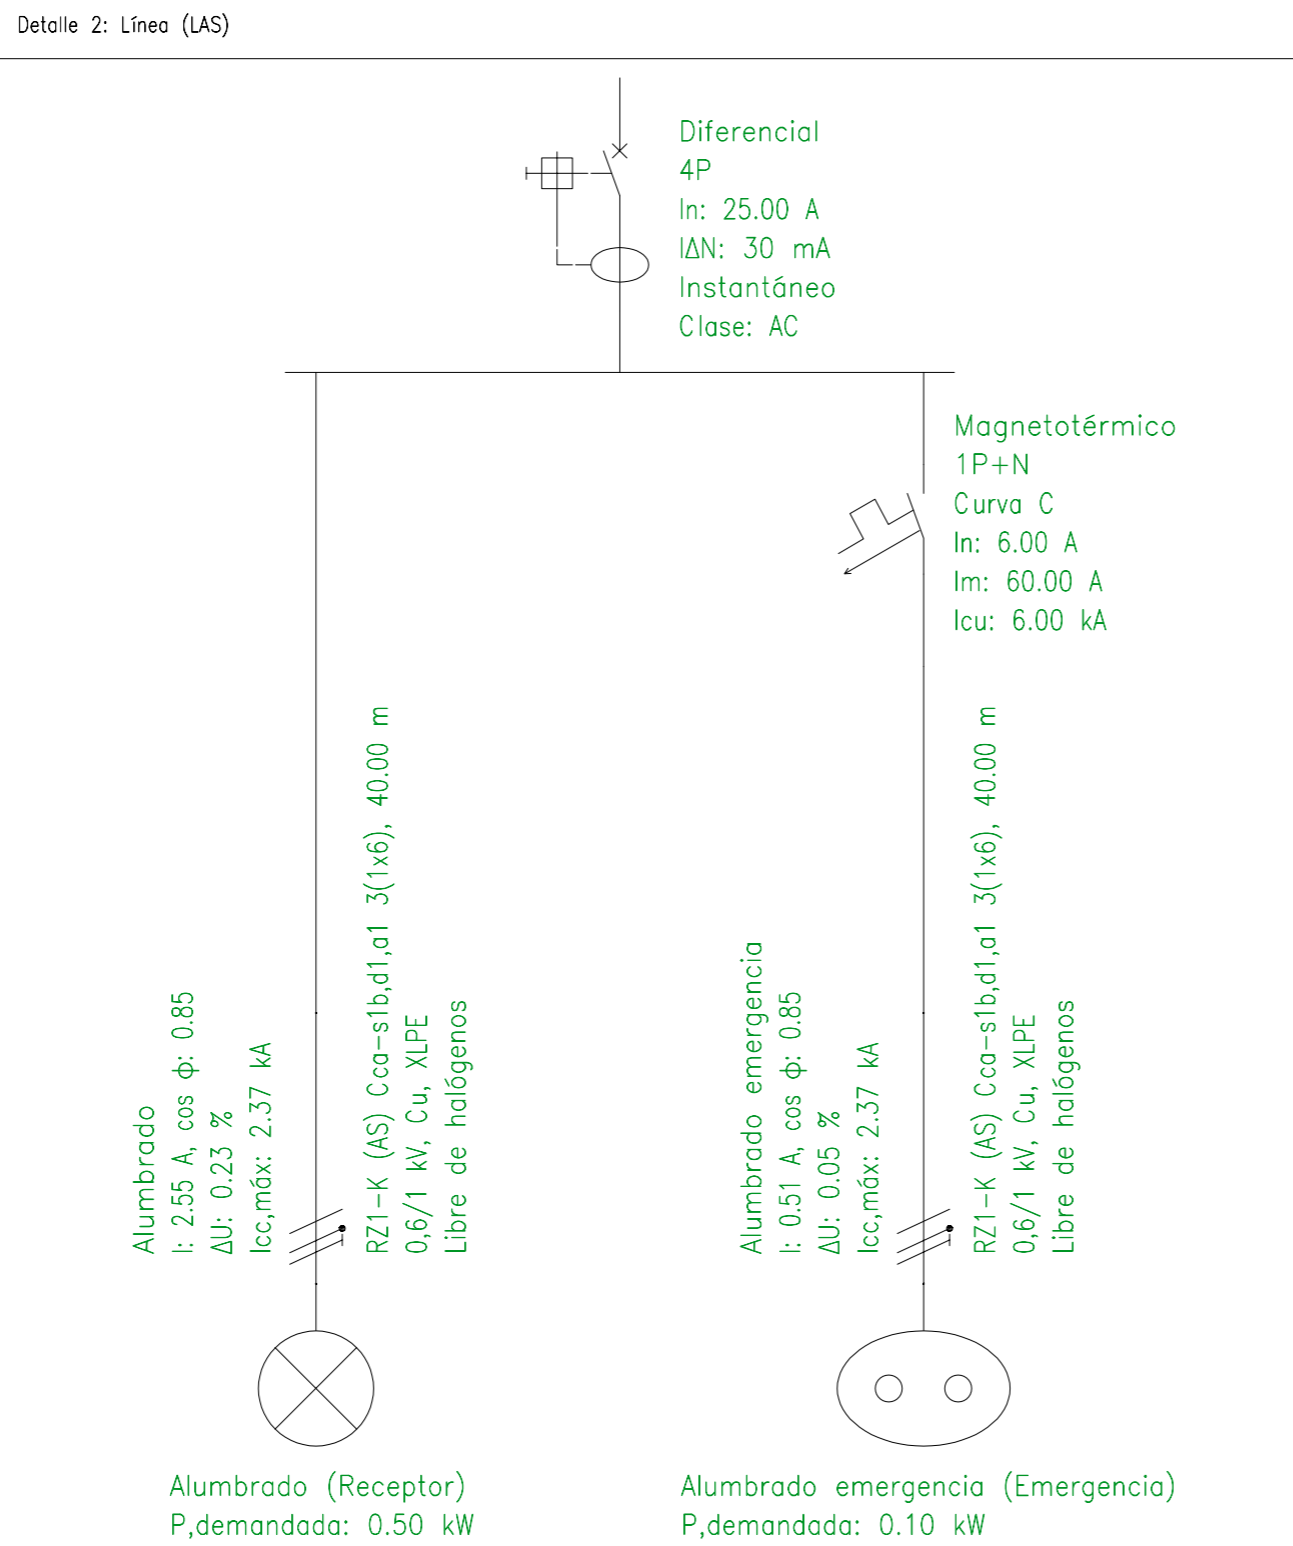 Detalle 2: Línea (LAS)
Diferencial
4P
In: 25.00 A
IΔN: 30 mA
Instantáneo
Clase: AC
Magnetotérmico
1P+N
Curva C
In: 6.00 A
Im: 60.00 A
Icu: 6.00 kA
Alumbrado
I: 2.55 A, cos φ: 0.85
ΔU: 0.23 %
Icc,máx: 2.37 kA
RZ1-K (AS) Cca-s1b,d1,a1 3(1x6), 40.00 m
0,6/1 kV, Cu, XLPE
Libre de halógenos
Alumbrado emergencia
I: 0.51 A, cos φ: 0.85
ΔU: 0.05 %
Icc,máx: 2.37 kA
RZ1-K (AS) Cca-s1b,d1,a1 3(1x6), 40.00 m
0,6/1 kV, Cu, XLPE
Libre de halógenos
Alumbrado (Receptor)
P,demandada: 0.50 kW
Alumbrado emergencia (Emergencia)
P,demandada: 0.10 kW